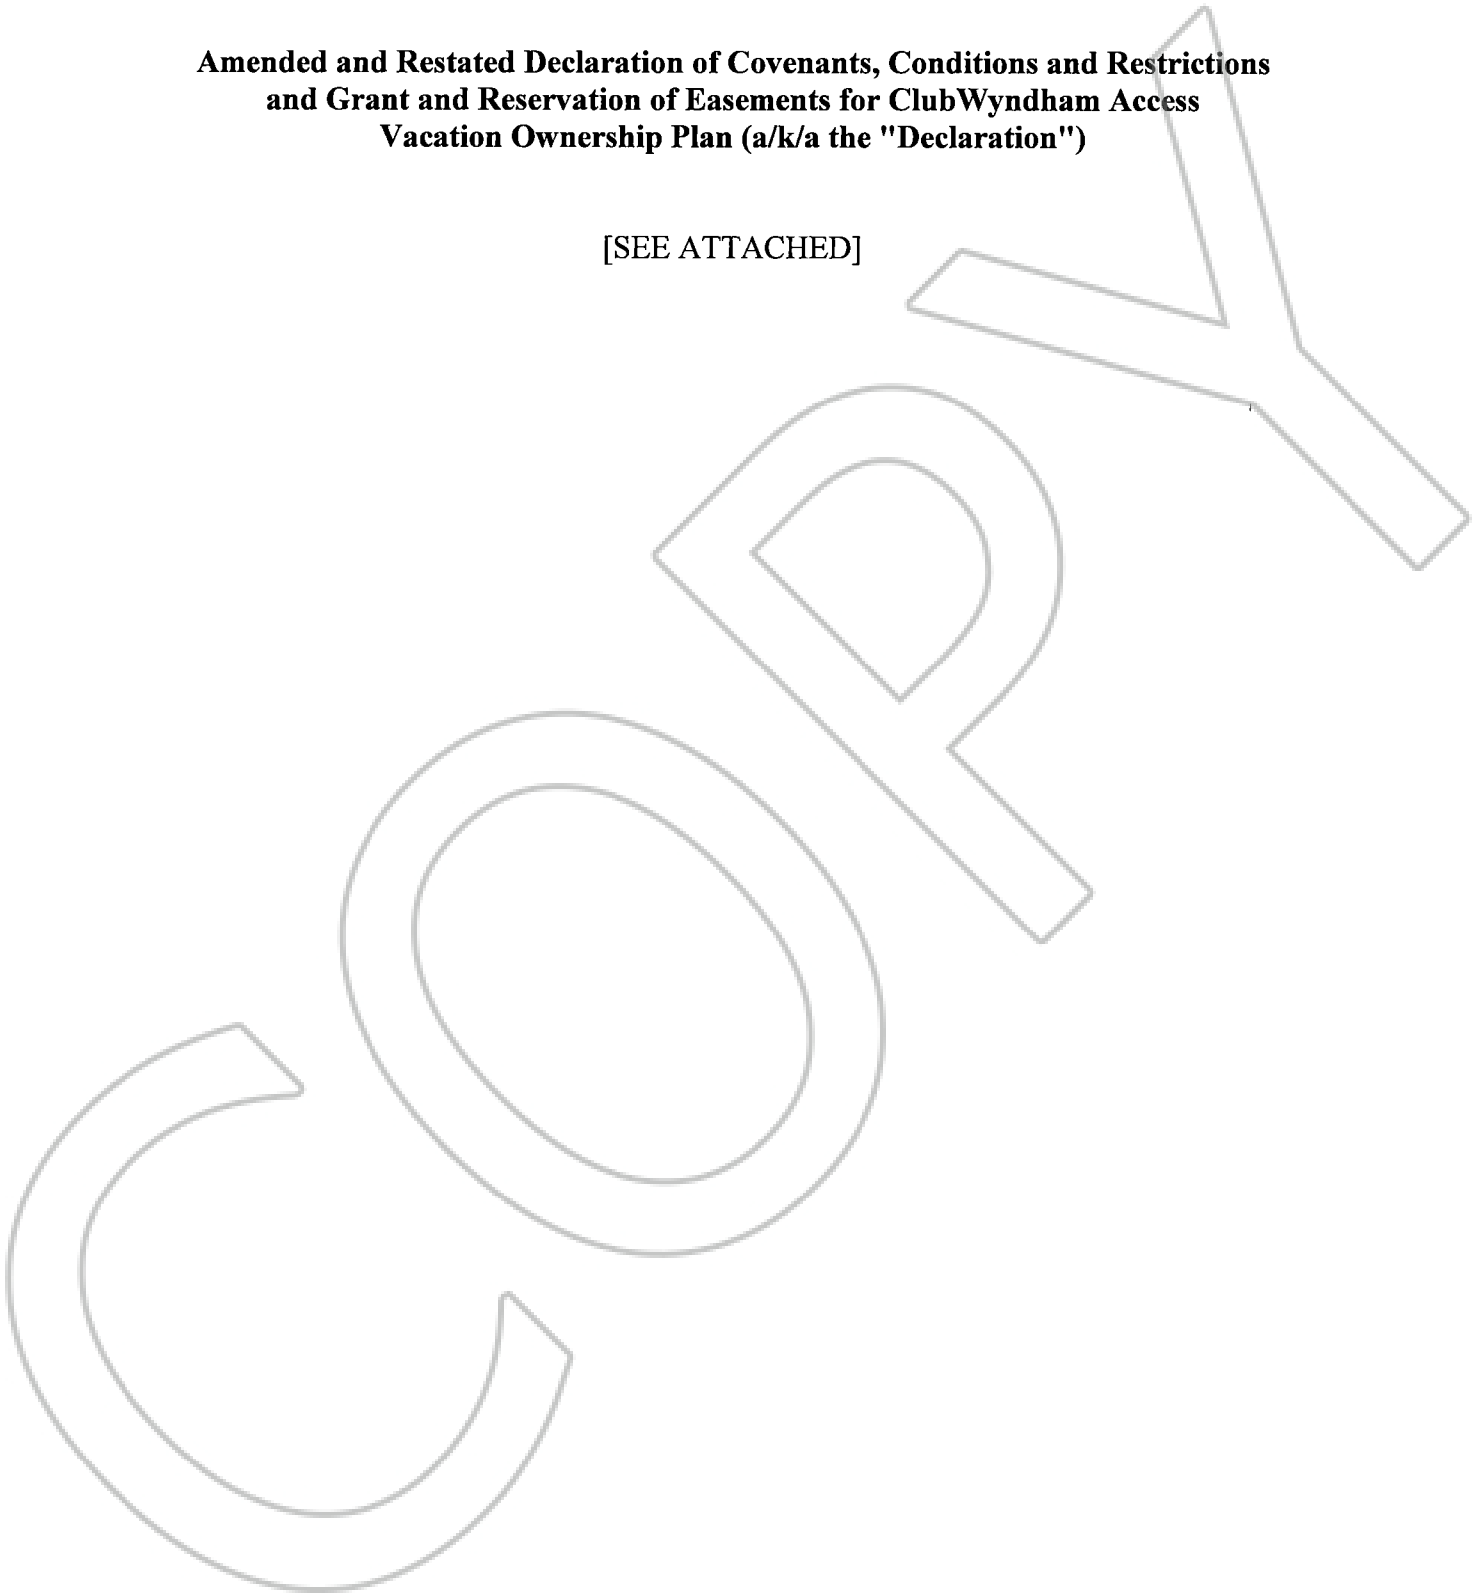 Amended and Restated Declaration of Covenants, Conditions and Restrictions
and Grant and Reservation of Easements for ClubWyndham Access
Vacation Ownership Plan (a/k/a the "Declaration")
[SEE ATTACHED]
COPY